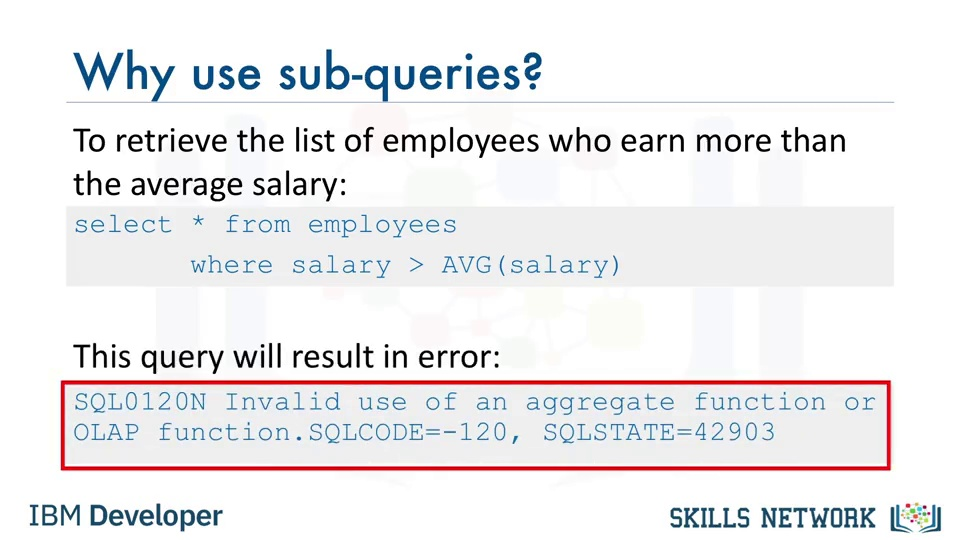 Why use sub-queries?
To retrieve the list of employees who earn more than
the average salary:
select * from employees
where salary > AVG(salary)
This query will result in error:
SQL0120N Invalid use of an aggregate function or
OLAP function.SQLCODE=-120, SQLSTATE=42903
IBM Developer
SKILLS NETWORK